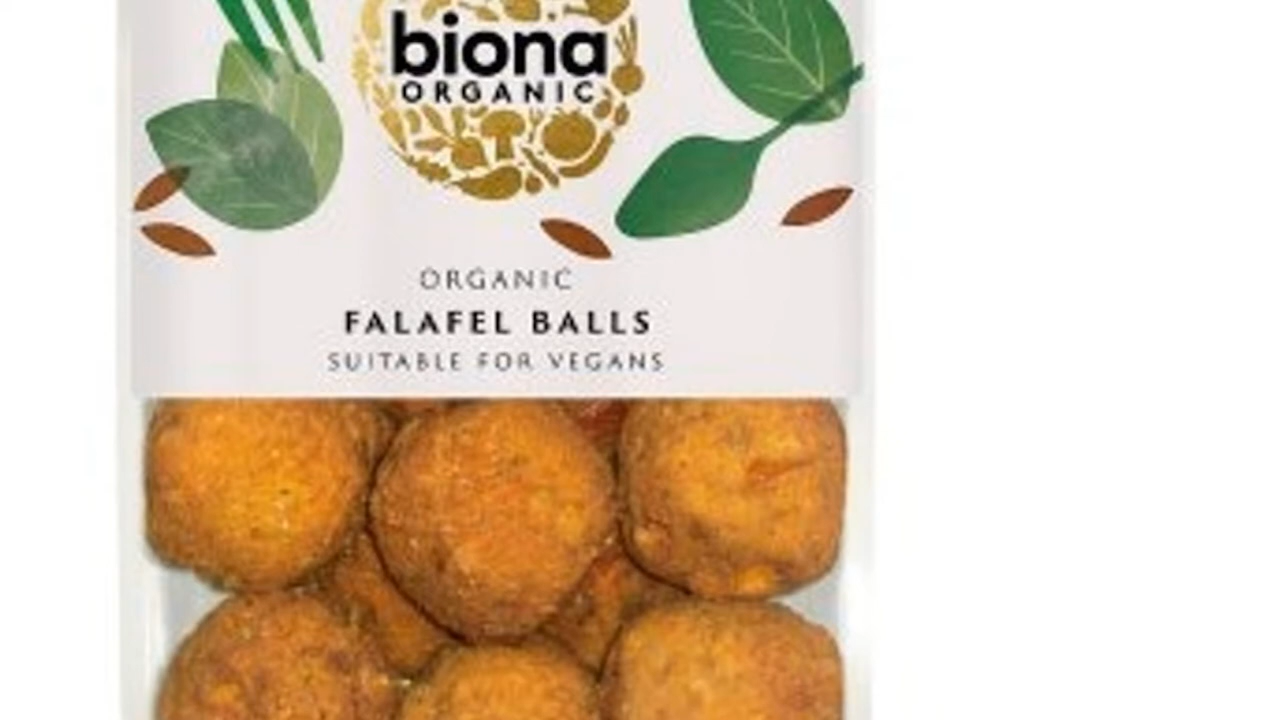 biona
ORGANIC
ORGANIC
FALAFEL BALLS
SUITABLE FOR VEGANS